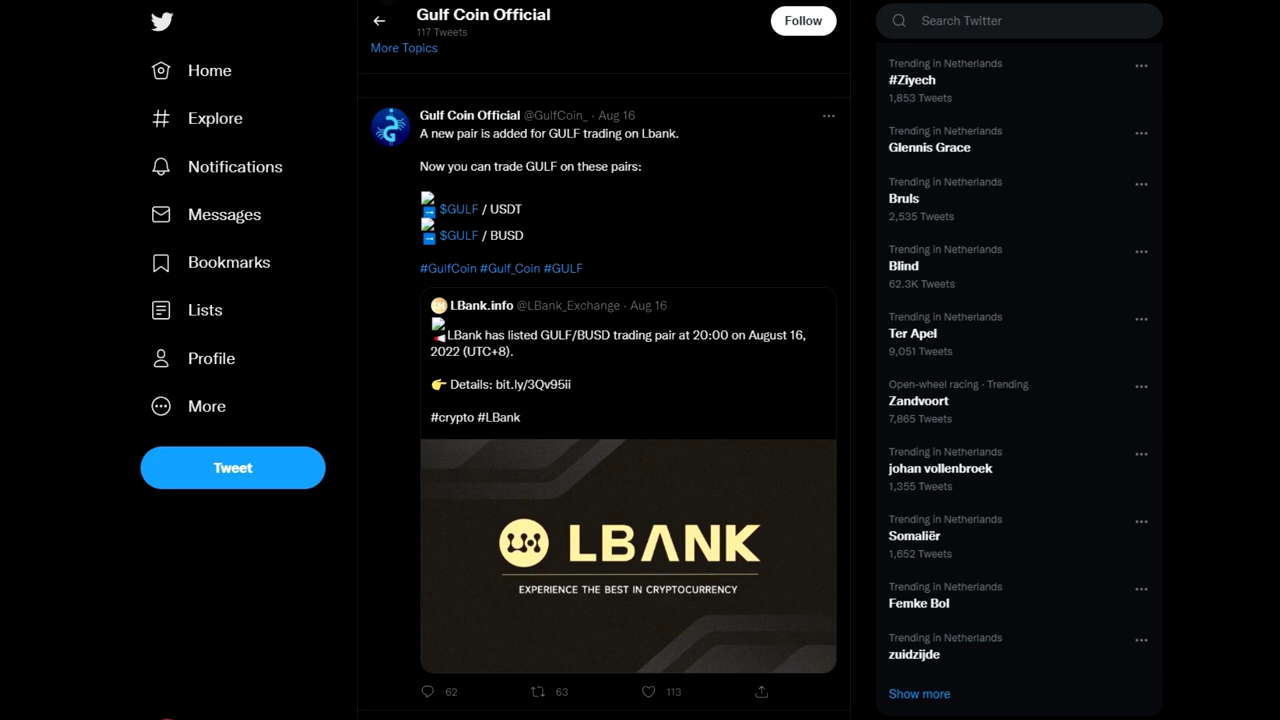 Home
Explore
Notifications
Messages
Bookmarks
Lists
Profile
More
Tweet
Gulf Coin Official
117 Tweets
Follow
More Topics
Gulf Coin Official @GulfCoin_ · Aug 16
A new pair is added for GULF trading on Lbank.
Now you can trade GULF on these pairs:
$GULF / USDT
$GULF / BUSD
#GulfCoin #Gulf_Coin #GULF
LBank.info @LBank_Exchange · Aug 16
LBank has listed GULF/BUSD trading pair at 20:00 on August 16,
2022 (UTC+8).
👉 Details: bit.ly/3Qv95ii
#crypto #LBank
LBANK
EXPERIENCE THE BEST IN CRYPTOCURRENCY
62 63 113
Search Twitter
Trending in Netherlands
#Ziyech
1,853 Tweets
Trending in Netherlands
Glennis Grace
Trending in Netherlands
Bruls
2,535 Tweets
Trending in Netherlands
Blind
62.3K Tweets
Trending in Netherlands
Ter Apel
9,051 Tweets
Open-wheel racing · Trending
Zandvoort
7,865 Tweets
Trending in Netherlands
johan vollenbroek
1,355 Tweets
Trending in Netherlands
Somaliër
1,652 Tweets
Trending in Netherlands
Femke Bol
Trending in Netherlands
zuidzijde
Show more